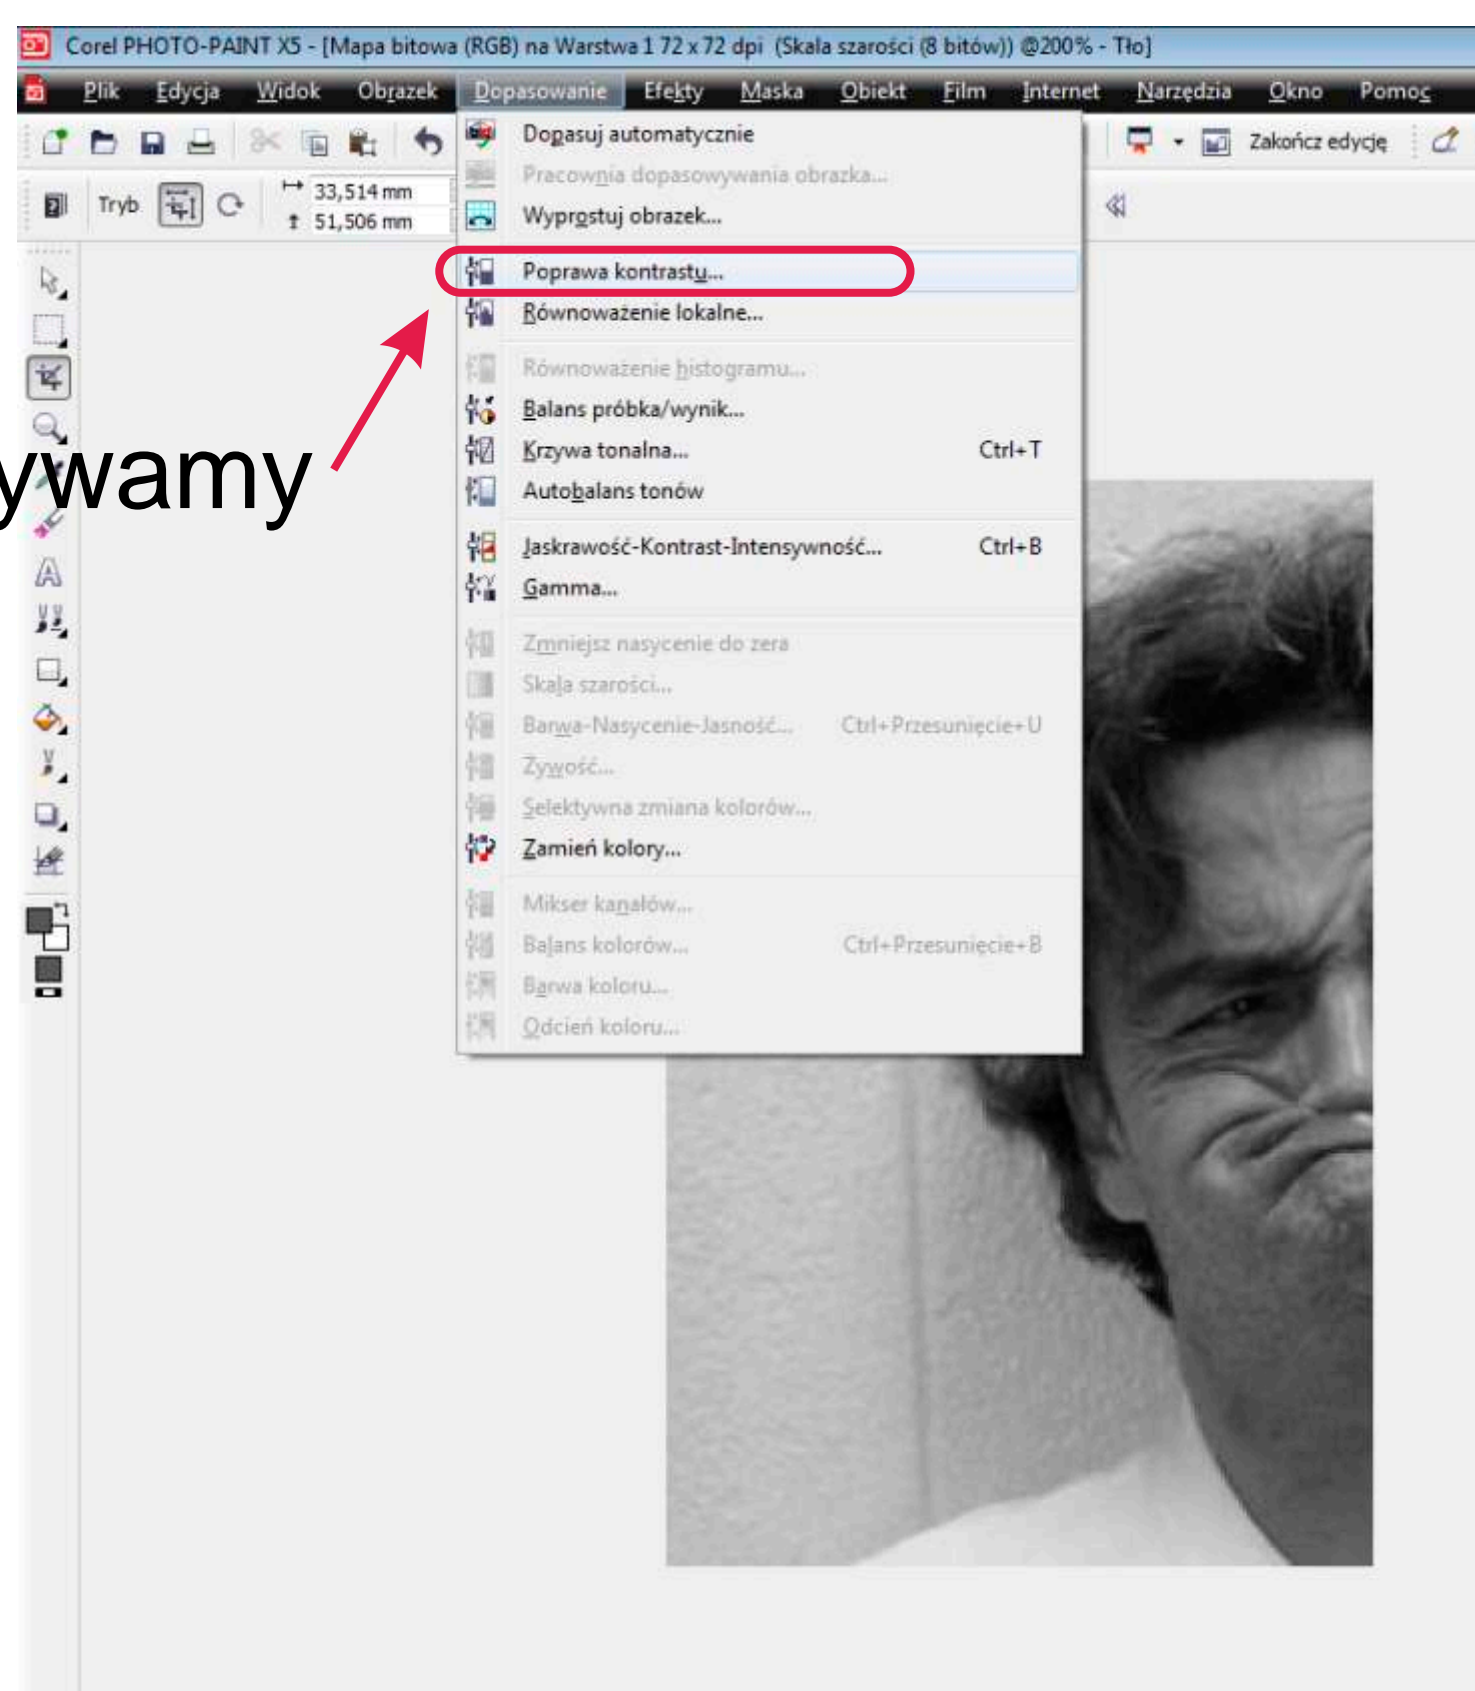 Corel PHOTO-PAINT X5 - [Mapa bitowa (RGB) na Warstwa 1 72 x 72 dpi (Skala szarości (8 bitów)) @200% - Tło]
Plik Edycja Widok Obrazek Dopasowanie Efekty Maska Obiekt Film Internet Narzędzia Okno Pomoc
Zakończ edycję
Tryb 33,514 mm
51,506 mm
Dopasuj automatycznie
Pracownia dopasowywania obrazka...
Wyprostuj obrazek...
Poprawa kontrastu...
Równoważenie lokalne...
Równoważenie histogramu...
Balans próbka/wynik...
Krzywa tonalna... Ctrl+T
Autobalans tonów
ywamy
Jaskrawość-Kontrast-Intensywność... Ctrl+B
Gamma...
Zmniejsz nasycenie do zera
Skala szarości...
Barwa-Nasycenie-Jasność... Ctrl+Przesunięcie+U
Żywość...
Selektywna zmiana kolorów...
Zamień kolory...
Mikser kanałów...
Balans kolorów... Ctrl+Przesunięcie+B
Barwa koloru...
Odcień koloru...